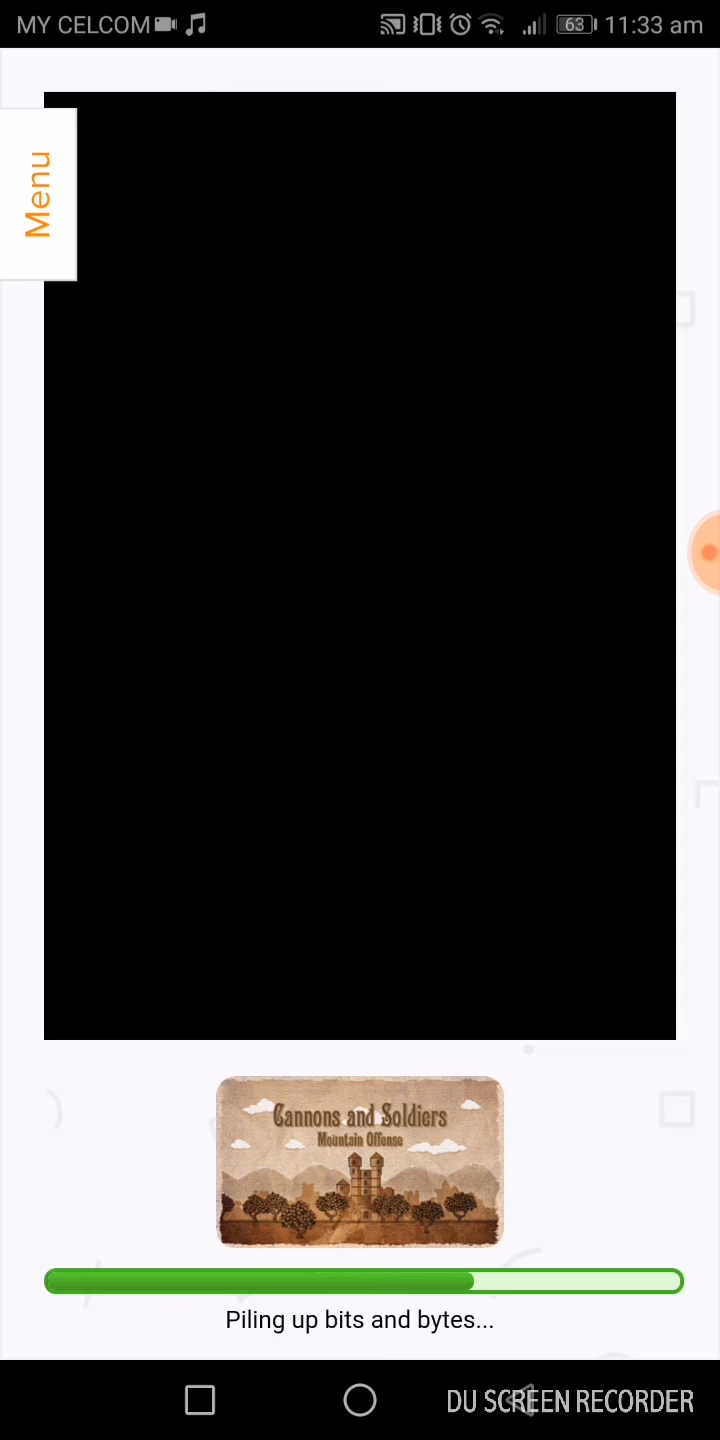 MY CELCOM 63 11:33 am
Menu
Cannons and Soldiers
Mountain Offense
Piling up bits and bytes...
DU SCREEN RECORDER